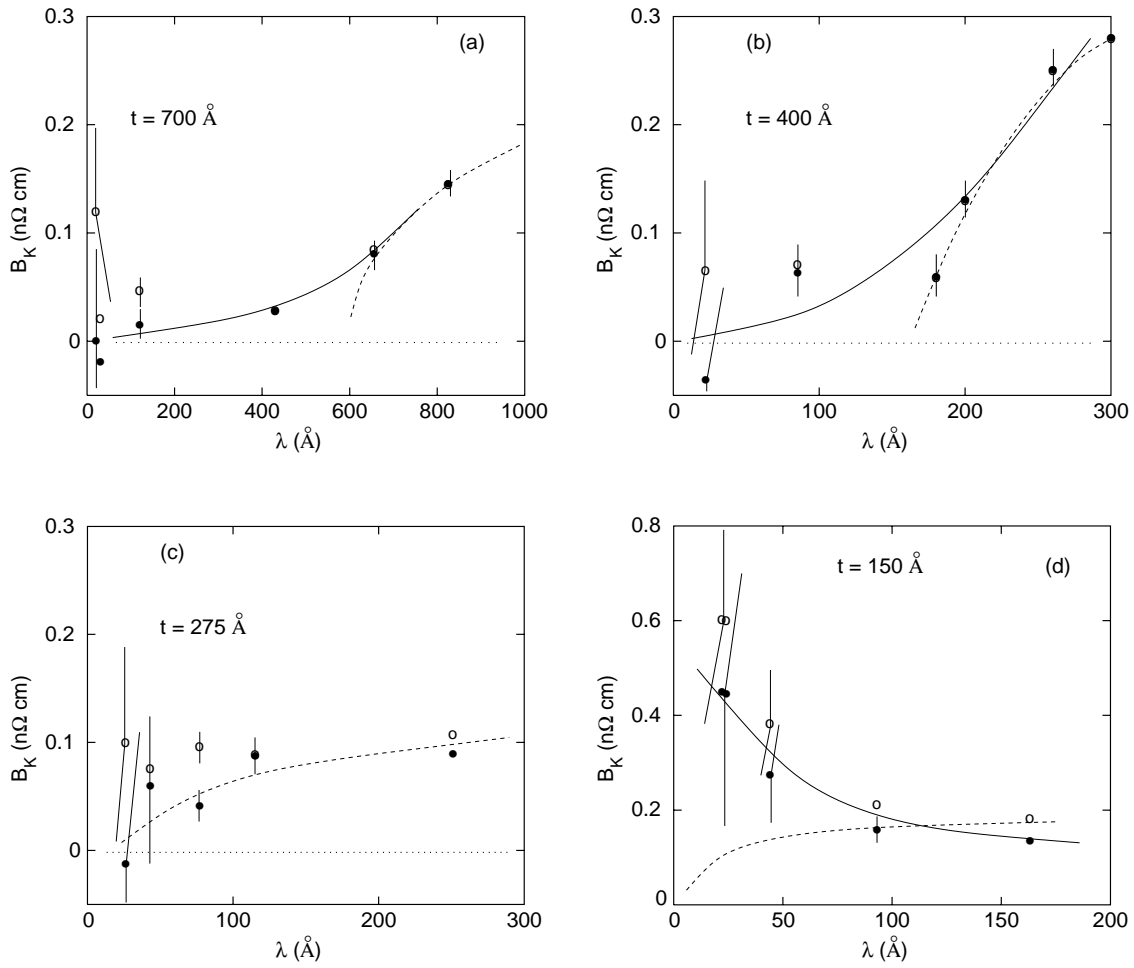 0.3
0.2
0.1
0
B_K (nΩ cm)
(a)
t = 700 Å
0 200 400 600 800 1000
λ (Å)
0.3
0.2
0.1
0
B_K (nΩ cm)
(b)
t = 400 Å
0 100 200 300
λ (Å)
0.3
0.2
0.1
0
B_K (nΩ cm)
(c)
t = 275 Å
0 100 200 300
λ (Å)
0.8
0.6
0.4
0.2
0
B_K (nΩ cm)
t = 150 Å (d)
0 50 100 150 200
λ (Å)